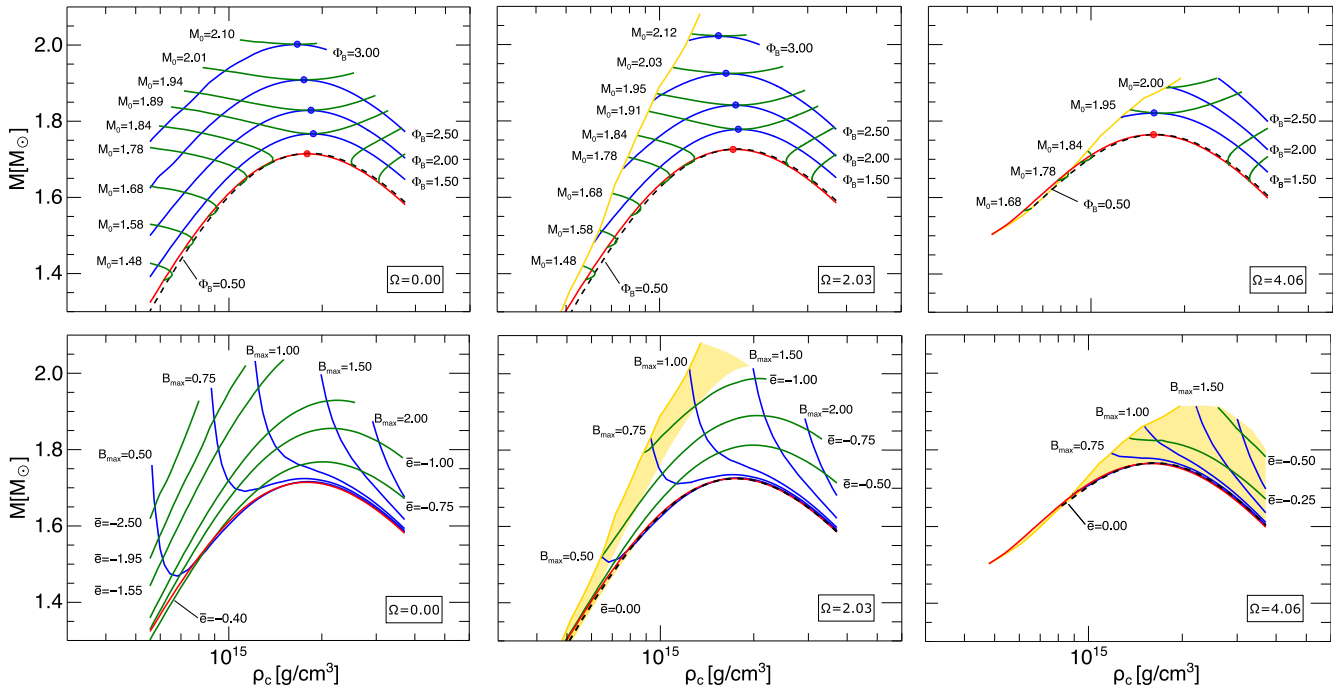 M₀=2.10
M₀=2.01
M₀=1.94
M₀=1.89
M₀=1.84
M₀=1.78
M₀=1.68
M₀=1.58
M₀=1.48
Φ_B=3.00
Φ_B=2.50
Φ_B=2.00
Φ_B=1.50
Φ_B=0.50
Ω=0.00
M[M⊙]
2.0
1.8
1.6
1.4
M₀=2.12
M₀=2.03
M₀=1.95
M₀=1.91
M₀=1.84
M₀=1.78
M₀=1.68
M₀=1.58
M₀=1.48
Φ_B=3.00
Φ_B=2.50
Φ_B=2.00
Φ_B=1.50
Φ_B=0.50
Ω=2.03
M₀=2.00
M₀=1.95
M₀=1.84
M₀=1.78
M₀=1.68
Φ_B=2.50
Φ_B=2.00
Φ_B=1.50
Φ_B=0.50
Ω=4.06
B_max=1.00
B_max=0.75
B_max=1.50
B_max=2.00
B_max=0.50
ē=−1.00
ē=−0.75
ē=−2.50
ē=−1.95
ē=−1.55
ē=−0.40
Ω=0.00
M[M⊙]
2.0
1.8
1.6
1.4
10¹⁵
ρ_c [g/cm³]
B_max=1.00
B_max=1.50
ē=−1.00
B_max=2.00
B_max=0.75
ē=−0.75
ē=−0.50
B_max=0.50
ē=0.00
Ω=2.03
10¹⁵
ρ_c [g/cm³]
B_max=1.50
B_max=1.00
B_max=0.75
ē=−0.50
ē=−0.25
ē=0.00
Ω=4.06
10¹⁵
ρ_c [g/cm³]